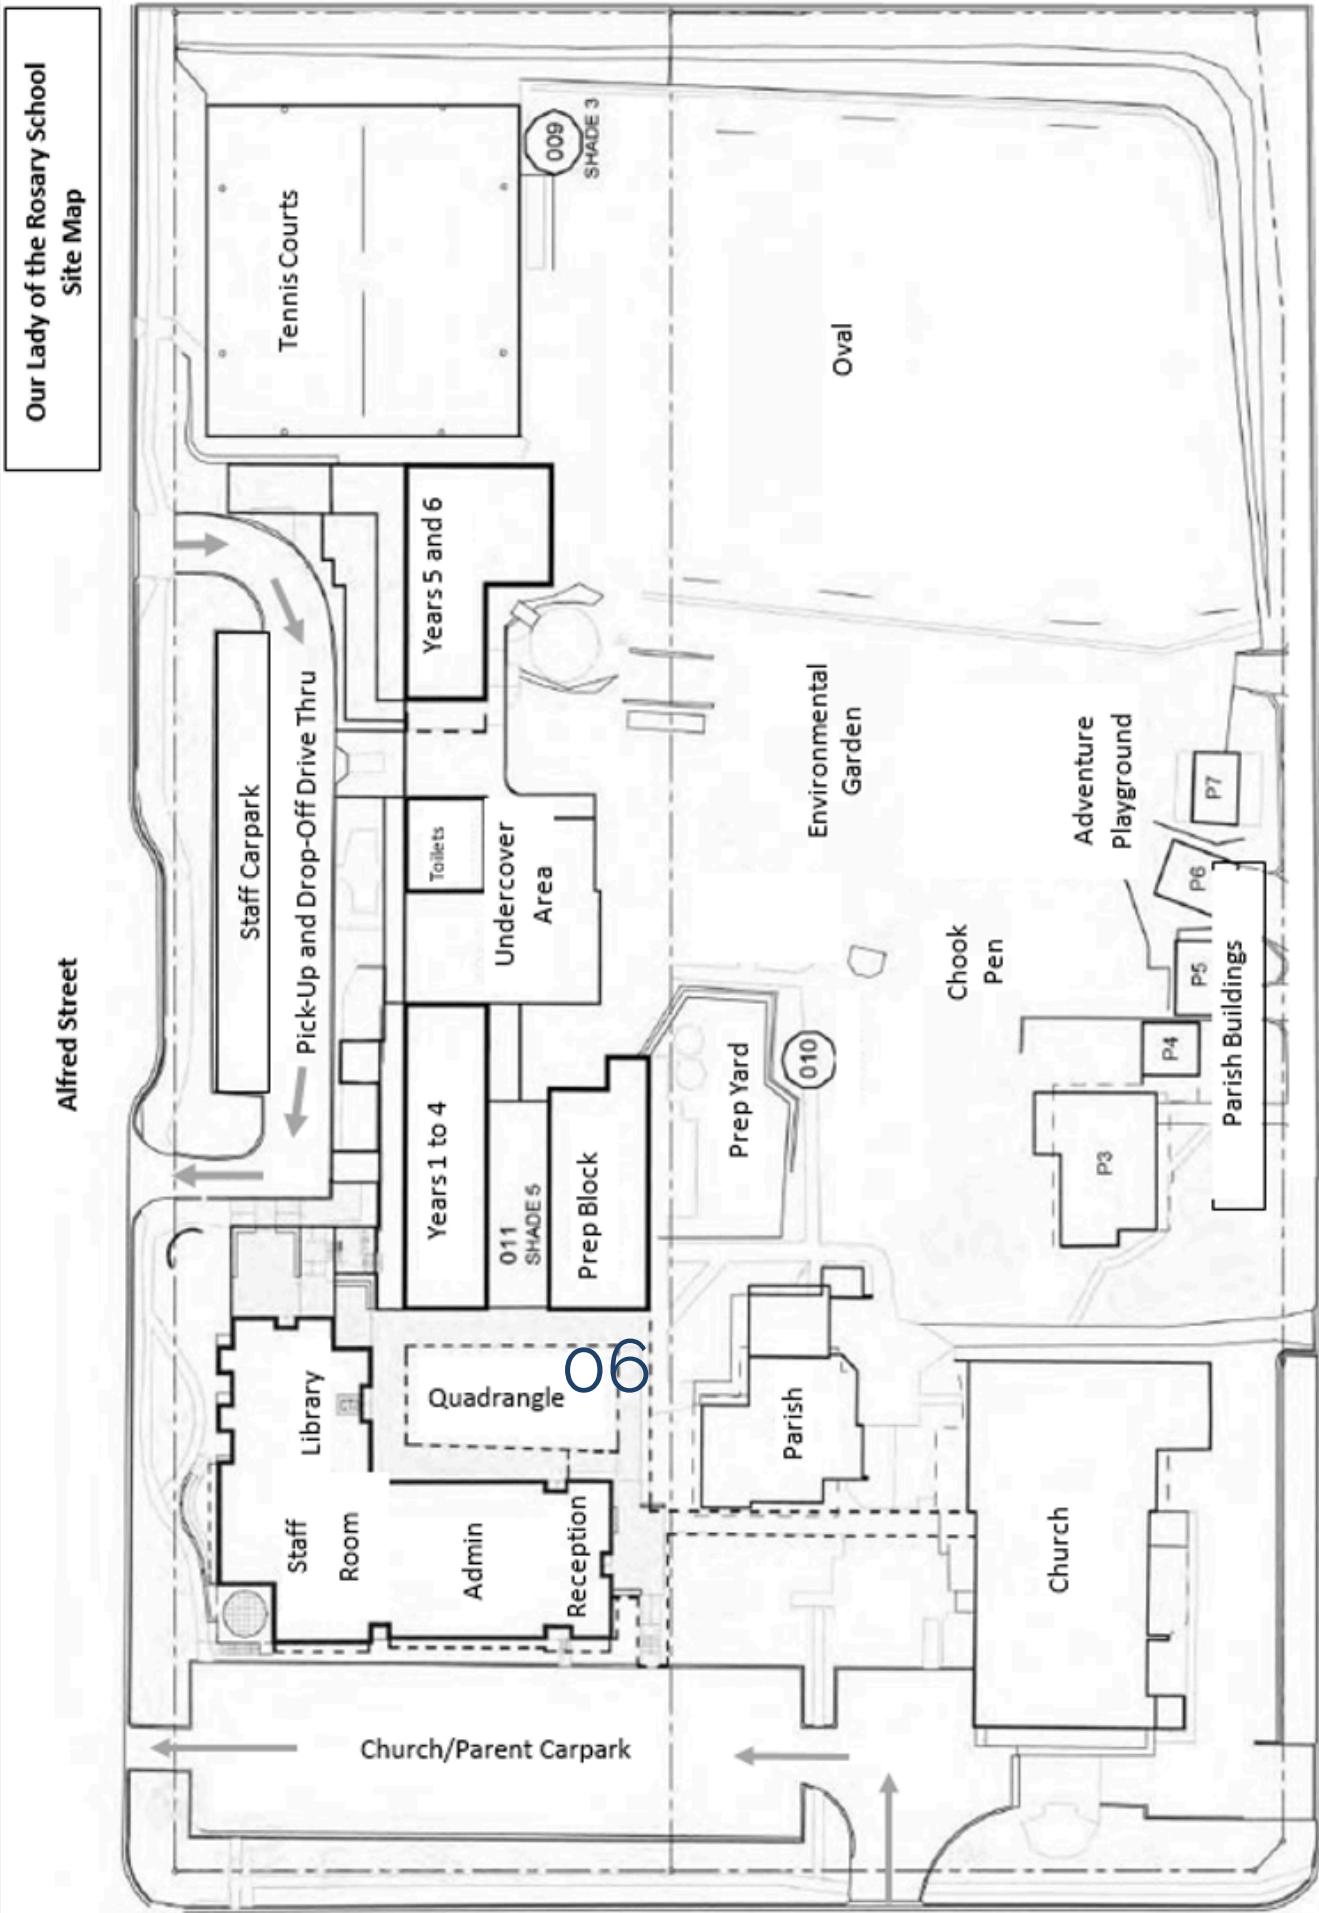 Our Lady of the Rosary School
Site Map
Alfred Street
Tennis Courts
009
SHADE 3
Oval
Years 5 and 6
Staff Carpark
Pick-Up and Drop-Off Drive Thru
Toilets
Undercover
Area
Environmental
Garden
Adventure
Playground
Chook
Pen
P7
P6
P5
P4
P3
Parish Buildings
Years 1 to 4
011
SHADE 5
Prep Block
Prep Yard
010
Library
Quadrangle
06
Staff
Room
Admin
Reception
Parish
Church
Church/Parent Carpark